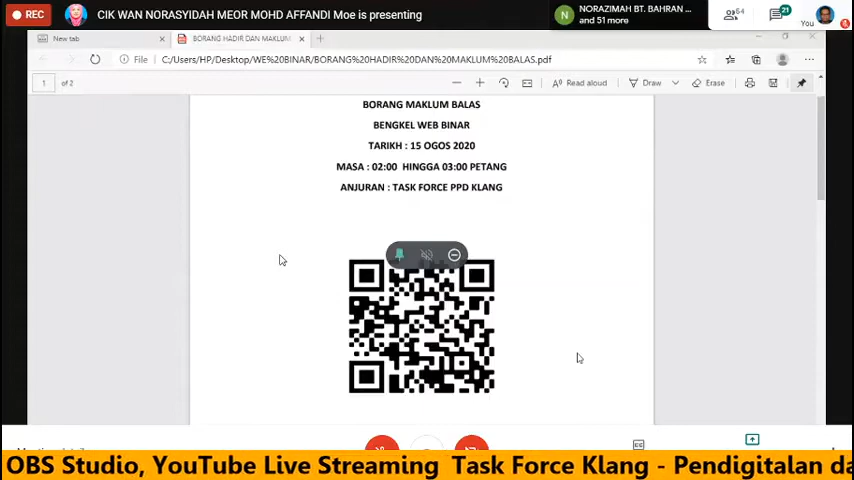 REC
CIK WAN NORASYIDAH MEOR MOHD AFFANDI Moe is presenting
NORAZIMAH BT. BAHRAN ...
and 51 more
64
21
You
New tab
BORANG HADIR DAN MAKLUM
File
C:/Users/HP/Desktop/WE%20BINAR/BORANG%20HADIR%20DAN%20MAKLUM%20BALAS.pdf
1 of 2
Read aloud
Draw
Erase
BORANG MAKLUM BALAS
BENGKEL WEB BINAR
TARIKH : 15 OGOS 2020
MASA : 02:00 HINGGA 03:00 PETANG
ANJURAN : TASK FORCE PPD KLANG
OBS Studio, YouTube Live Streaming Task Force Klang - Pendigitalan da